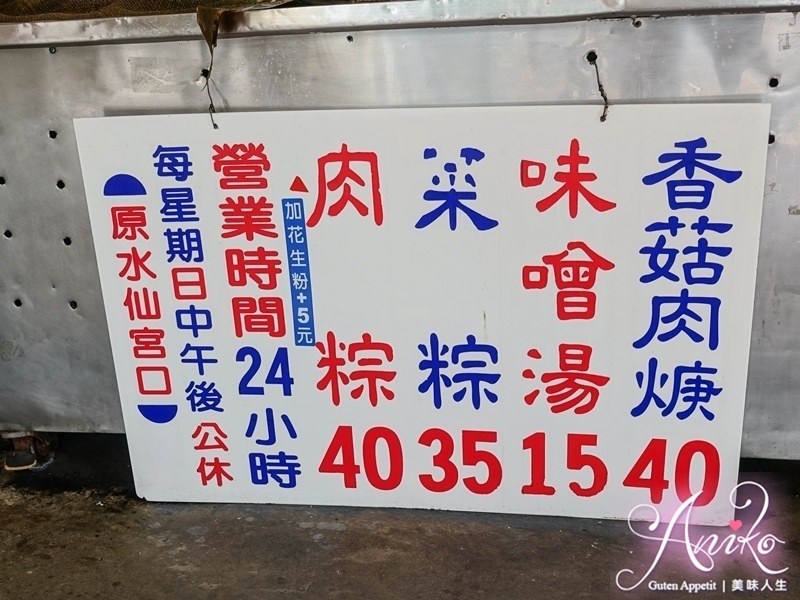 香菇肉焿40
味噌湯15
菜粽35
肉粽40
▲加花生粉+5元
營業時間24小時
每星期日中午後公休
原水仙宮口
Aniko
Guten Appetit | 美味人生